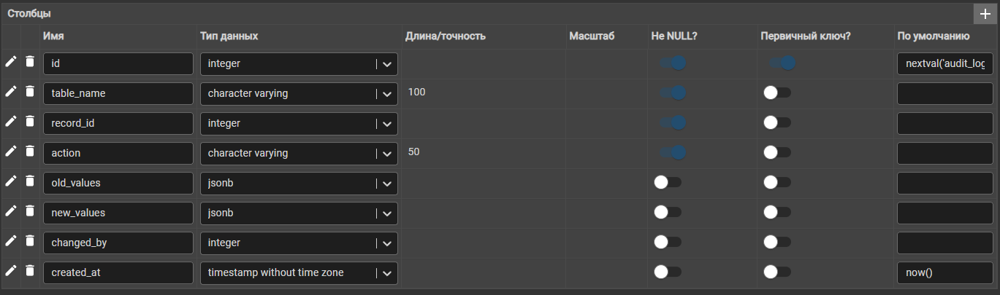 Столбцы
Имя Тип данных Длина/точность Масштаб Не NULL? Первичный ключ? По умолчанию
id integer nextval('audit_log
table_name character varying 100
record_id integer
action character varying 50
old_values jsonb
new_values jsonb
changed_by integer
created_at timestamp without time zone now()